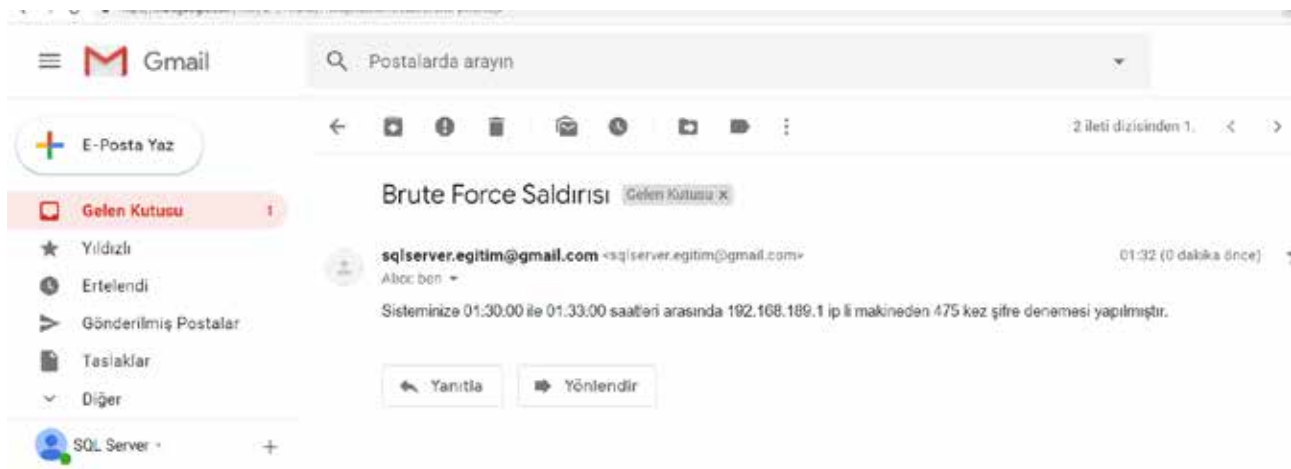 Gmail
Postalarda arayın
E-Posta Yaz
2 ileti dizisinden 1.
Brute Force Saldırısı Gelen Kutusu x
Gelen Kutusu 1
Yıldızlı
Ertelendi
Gönderilmiş Postalar
Taslaklar
Diğer
SQL Server
sqlserver.egitim@gmail.com <sqlserver.egitim@gmail.com>
01:32 (0 dakika önce)
Alıcı: ben
Sisteminize 01:30:00 ile 01.33:00 saatleri arasında 192.168.189.1 ip li makineden 475 kez şifre denemesi yapılmıştır.
Yanıtla
Yönlendir